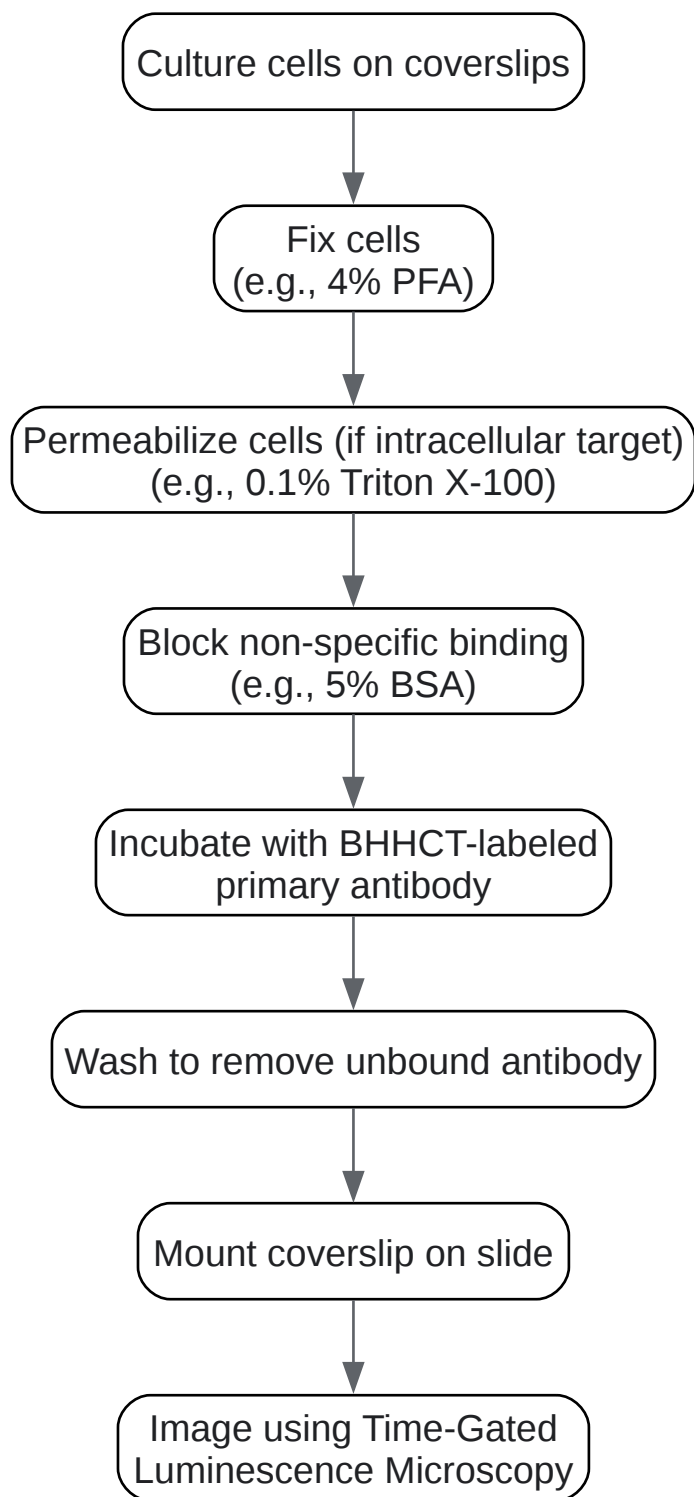 Culture cells on coverslips
Fix cells
(e.g., 4% PFA)
Permeabilize cells (if intracellular target)
(e.g., 0.1% Triton X-100)
Block non-specific binding
(e.g., 5% BSA)
Incubate with BHHCT-labeled
primary antibody
Wash to remove unbound antibody
Mount coverslip on slide
Image using Time-Gated
Luminescence Microscopy